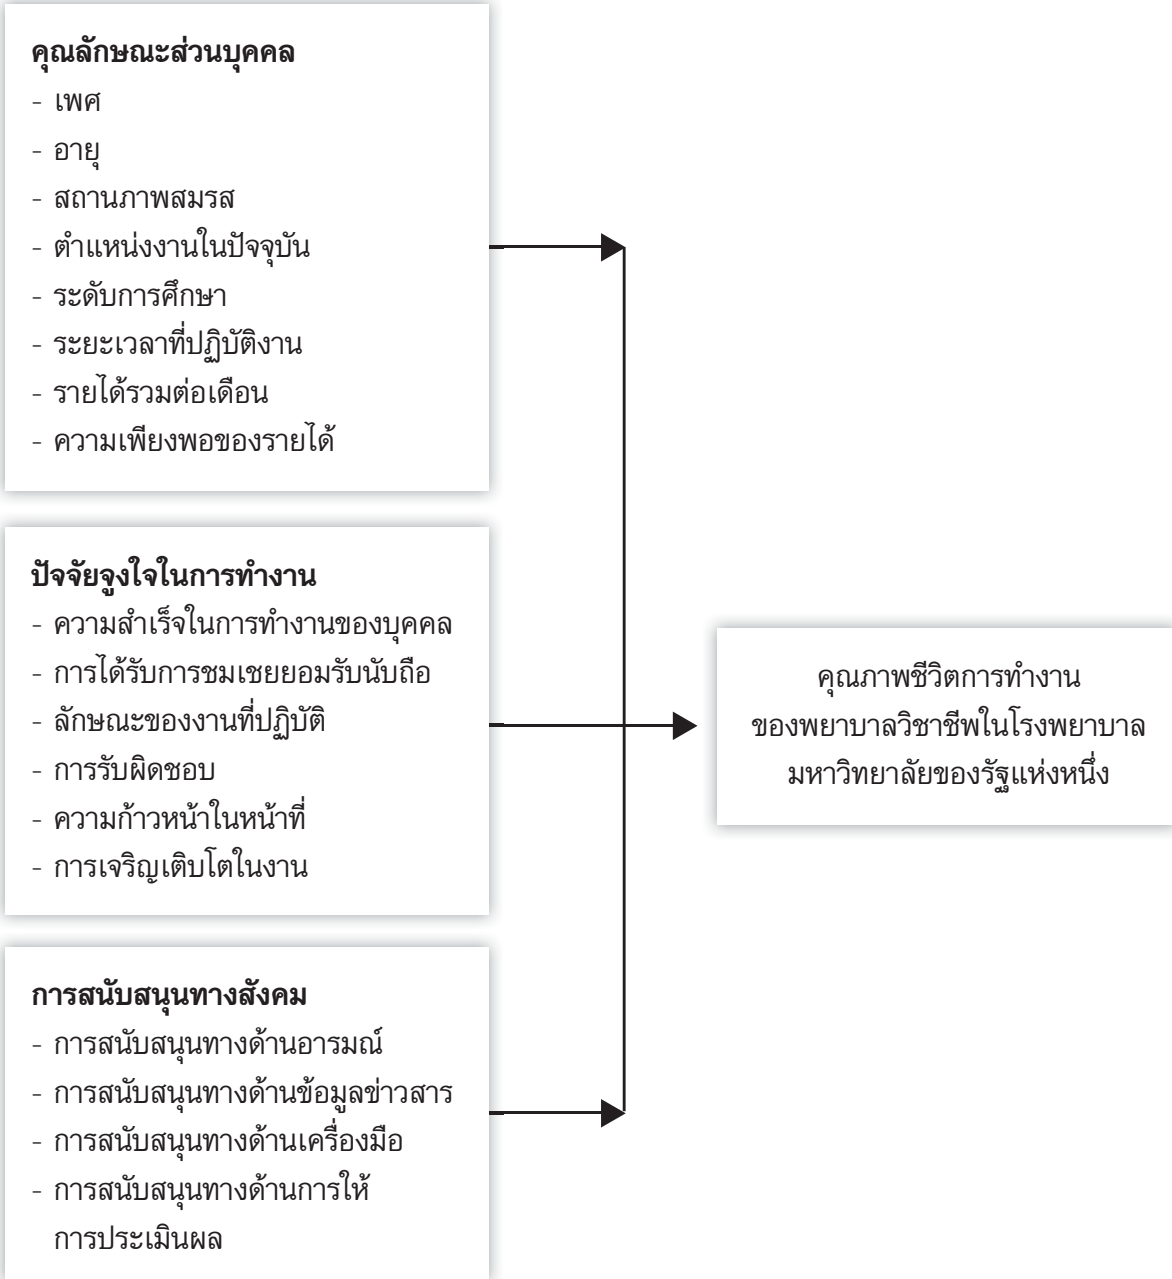 คุณลักษณะส่วนบุคคล
- เพศ
- อายุ
- สถานภาพสมรส
- ตำแหน่งงานในปัจจุบัน
- ระดับการศึกษา
- ระยะเวลาที่ปฏิบัติงาน
- รายได้รวมต่อเดือน
- ความเพียงพอของรายได้
ปัจจัยจูงใจในการทำงาน
- ความสำเร็จในการทำงานของบุคคล
- การได้รับการชมเชยยอมรับนับถือ
- ลักษณะของงานที่ปฏิบัติ
- การรับผิดชอบ
- ความก้าวหน้าในหน้าที่
- การเจริญเติบโตในงาน
การสนับสนุนทางสังคม
- การสนับสนุนทางด้านอารมณ์
- การสนับสนุนทางด้านข้อมูลข่าวสาร
- การสนับสนุนทางด้านเครื่องมือ
- การสนับสนุนทางด้านการให้
การประเมินผล
คุณภาพชีวิตการทำงาน
ของพยาบาลวิชาชีพในโรงพยาบาล
มหาวิทยาลัยของรัฐแห่งหนึ่ง